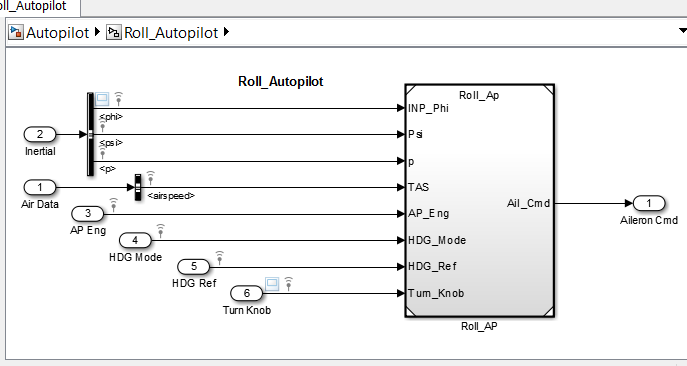 oll_Autopilot
Autopilot Roll_Autopilot
Roll_Autopilot
Roll_Ap
<phi>
INP_Phi
2
Inertial
<psi>
Psi
<p>
p
1
Air Data
<airspeed>
TAS
3
AP Eng
AP_Eng
Ail_Cmd
1
Aileron Cmd
4
HDG Mode
HDG_Mode
5
HDG Ref
HDG_Ref
6
Turn Knob
Turn_Knob
Roll_AP